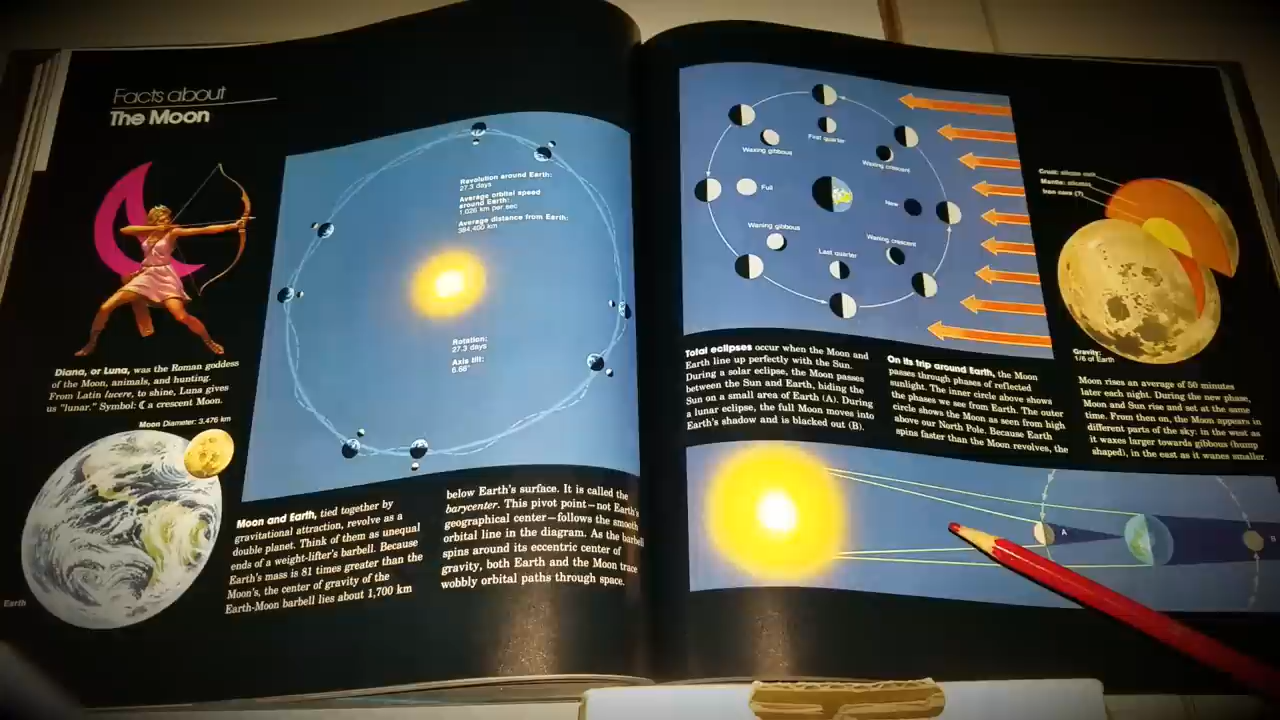 Facts about
The Moon
Diana, or Luna, was the Roman goddess
of the Moon, animals, and hunting.
From Latin lucere, to shine, Luna gives
us "lunar." Symbol: ☾ a crescent Moon.
Moon Diameter: 3,476 km
Earth
Revolution around Earth:
27.3 days
Average orbital speed
around Earth:
1,026 km per sec
Average distance from Earth:
384,400 km
Rotation:
27.3 days
Axis tilt:
6.68°
Moon and Earth, tied together by
gravitational attraction, revolve as a
double planet. Think of them as unequal
ends of a weight-lifter's barbell. Because
Earth's mass is 81 times greater than the
Moon's, the center of gravity of the
Earth-Moon barbell lies about 1,700 km
below Earth's surface. It is called the
barycenter. This pivot point—not Earth's
geographical center—follows the smooth
orbital line in the diagram. As the barbell
spins around its eccentric center of
gravity, both Earth and the Moon trace
wobbly orbital paths through space.
First quarter
Waxing gibbous
Waxing crescent
Full
New
Waning gibbous
Waning crescent
Last quarter
Total eclipses occur when the Moon and
Earth line up perfectly with the Sun.
During a solar eclipse, the Moon passes
between the Sun and Earth, hiding the
Sun on a small area of Earth (A). During
a lunar eclipse, the full Moon moves into
Earth's shadow and is blacked out (B).
On its trip around Earth, the Moon
passes through phases of reflected
sunlight. The inner circle above shows
the phases we see from Earth. The outer
circle shows the Moon as seen from high
above our North Pole. Because Earth
spins faster than the Moon revolves, the
Crust: silicate rock
Mantle: silicates
Iron core (?)
Gravity:
1/6 of Earth
Moon rises an average of 50 minutes
later each night. During the new phase,
Moon and Sun rise and set at the same
time. From then on, the Moon appears in
different parts of the sky: in the west as
it waxes larger towards gibbous (hump
shaped), in the east as it wanes smaller.
A
B